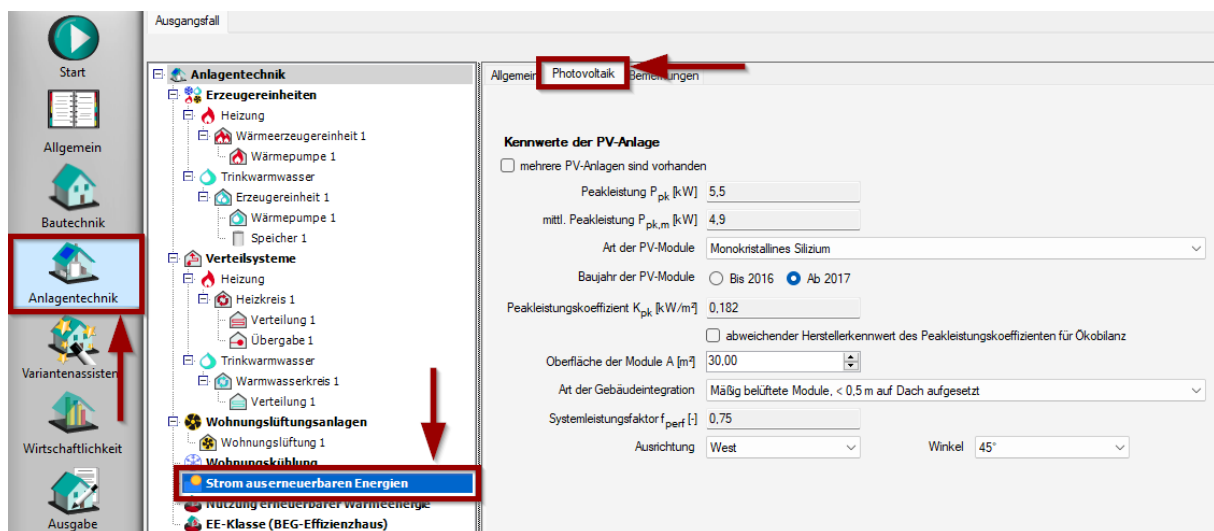 Ausgangsfall
Start
Allgemein
Bautechnik
Anlagentechnik
Variantenassisten
Wirtschaftlichkeit
Ausgabe
Anlagentechnik
Erzeugereinheiten
Heizung
Wärmeerzeugereinheit 1
Wärmepumpe 1
Trinkwarmwasser
Erzeugereinheit 1
Wärmepumpe 1
Speicher 1
Verteilsysteme
Heizung
Heizkreis 1
Verteilung 1
Übergabe 1
Trinkwarmwasser
Warmwasserkreis 1
Verteilung 1
Wohnungslüftungsanlagen
Wohnungslüftung 1
Wohnungskühlung
Strom aus erneuerbaren Energien
Nutzung erneuerbarer Wärmeenergie
EE-Klasse (BEG-Effizienzhaus)
Allgemein Photovoltaik Bemerkungen
Kennwerte der PV-Anlage
mehrere PV-Anlagen sind vorhanden
Peakleistung Ppk [kW] 5,5
mittl. Peakleistung Ppk,m [kW] 4,9
Art der PV-Module Monokristallines Silizium
Baujahr der PV-Module Bis 2016 Ab 2017
Peakleistungskoeffizient Kpk [kW/m²] 0,182
abweichender Herstellerkennwert des Peakleistungskoeffizienten für Ökobilanz
Oberfläche der Module A [m²] 30,00
Art der Gebäudeintegration Mäßig belüftete Module, < 0,5 m auf Dach aufgesetzt
Systemleistungsfaktor fperf [-] 0,75
Ausrichtung West Winkel 45°